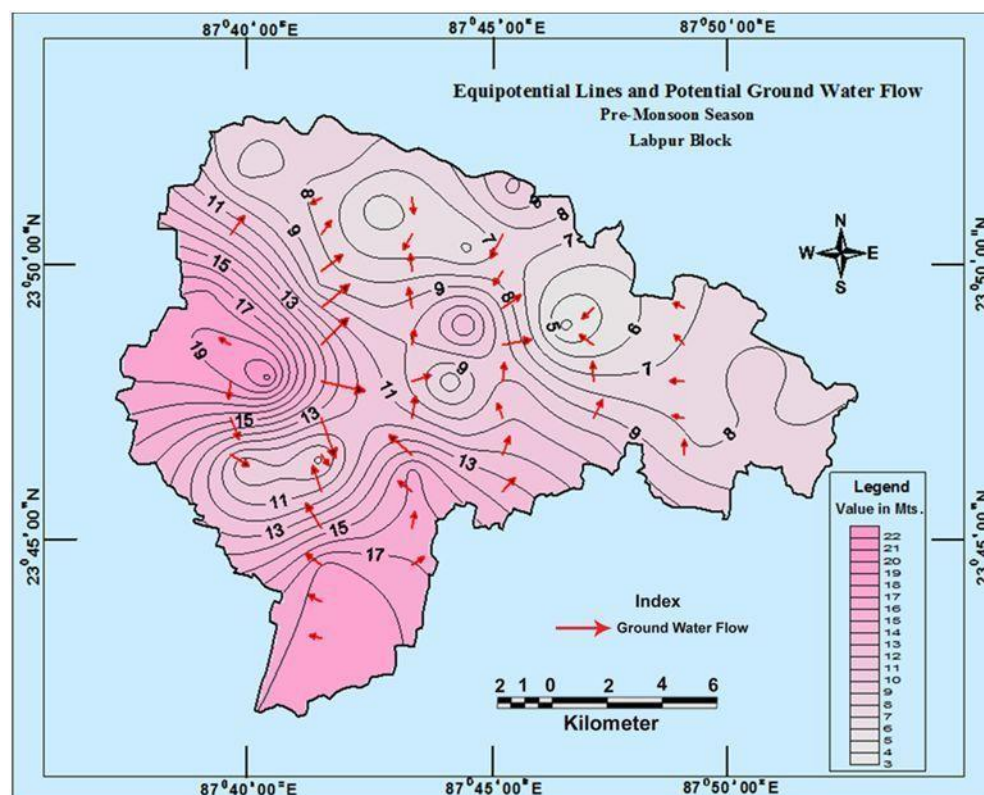 87° 40' 00"E 87° 45' 00"E 87° 50' 00"E
Equipotential Lines and Potential Ground Water Flow
Pre-Monsoon Season
Labpur Block
N
W E
S
23° 50' 00"N
23° 50' 00"N
23° 45' 00"N
23° 45' 00"N
8
11
9
8
7
7
15
13
17
9
8
5
6
19
7
11
9
15
13
9
8
13
11
13
15
17
Legend
Value in Mts.
22
21
20
19
18
17
16
15
14
13
12
11
10
9
8
7
6
5
4
3
Index
Ground Water Flow
2 1 0 2 4 6
Kilometer
87° 40' 00"E 87° 45' 00"E 87° 50' 00"E